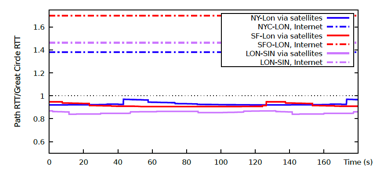 Path RTT/Great Circle RTT
1.6
1.4
1.2
1
0.8
0.6
NY-Lon via satellites
NYC-LON, Internet
SF-Lon via satellites
SFO-LON, Internet
LON-SIN via satellites
LON-SIN, Internet
0 20 40 60 80 100 120 140 160 Time (s)